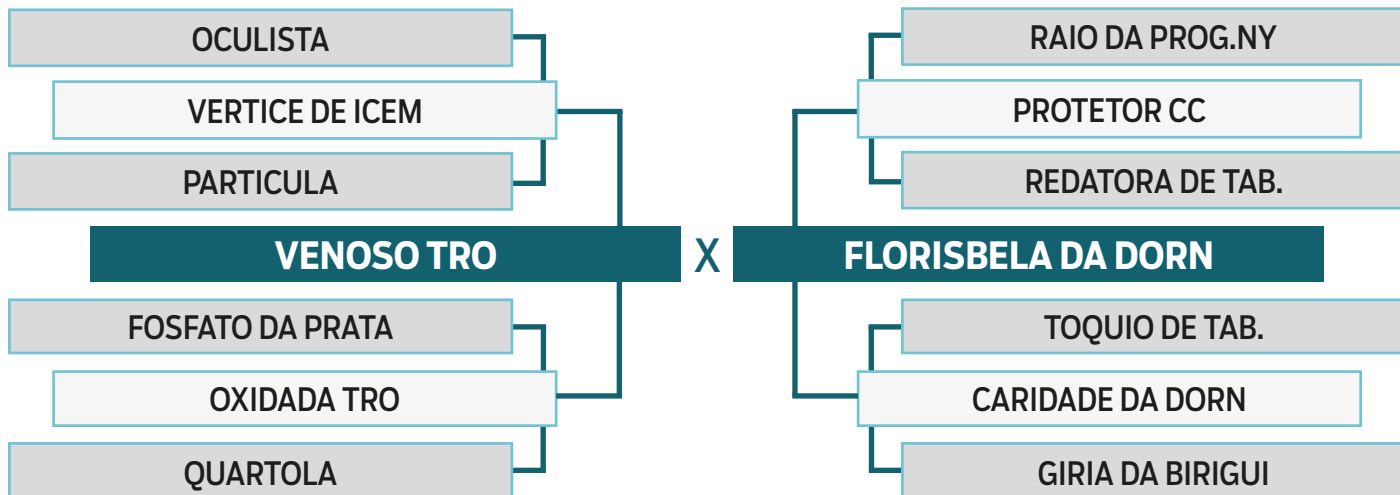 OCULISTA
VERTICE DE ICEM
PARTICULA
RAIO DA PROG.NY
PROTETOR CC
REDATORA DE TAB.
VENOSO TRO X FLORISBELA DA DORN
FOSFATO DA PRATA
OXIDADA TRO
QUARTOLA
TOQUIO DE TAB.
CARIDADE DA DORN
GIRIA DA BIRIGUI